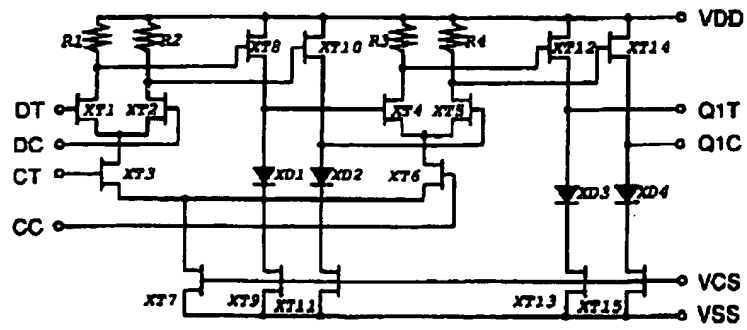 VDD
R1 R2 XT8 XT10 R3 R4 XT12 XT14
DT XT1 XT2 XT4 XT5 Q1T
DC Q1C
CT XT3 XD1 XD2 XT6 XD3 XD4
CC
VCS
XT7 XT9 XT11 XT13 XT15 VSS